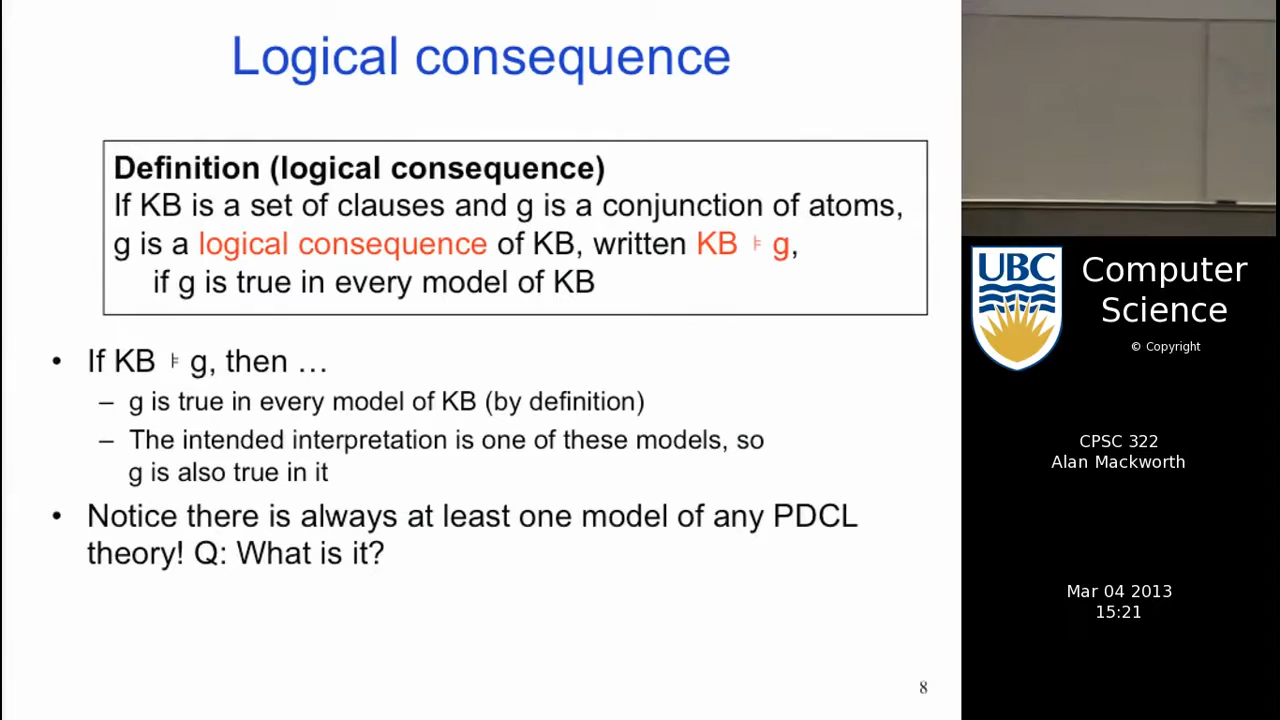 Logical consequence
Definition (logical consequence)
If KB is a set of clauses and g is a conjunction of atoms,
g is a logical consequence of KB, written KB ⊧ g,
if g is true in every model of KB
• If KB ⊧ g, then …
– g is true in every model of KB (by definition)
– The intended interpretation is one of these models, so
g is also true in it
• Notice there is always at least one model of any PDCL
theory! Q: What is it?
8
UBC
Computer
Science
© Copyright
CPSC 322
Alan Mackworth
Mar 04 2013
15:21